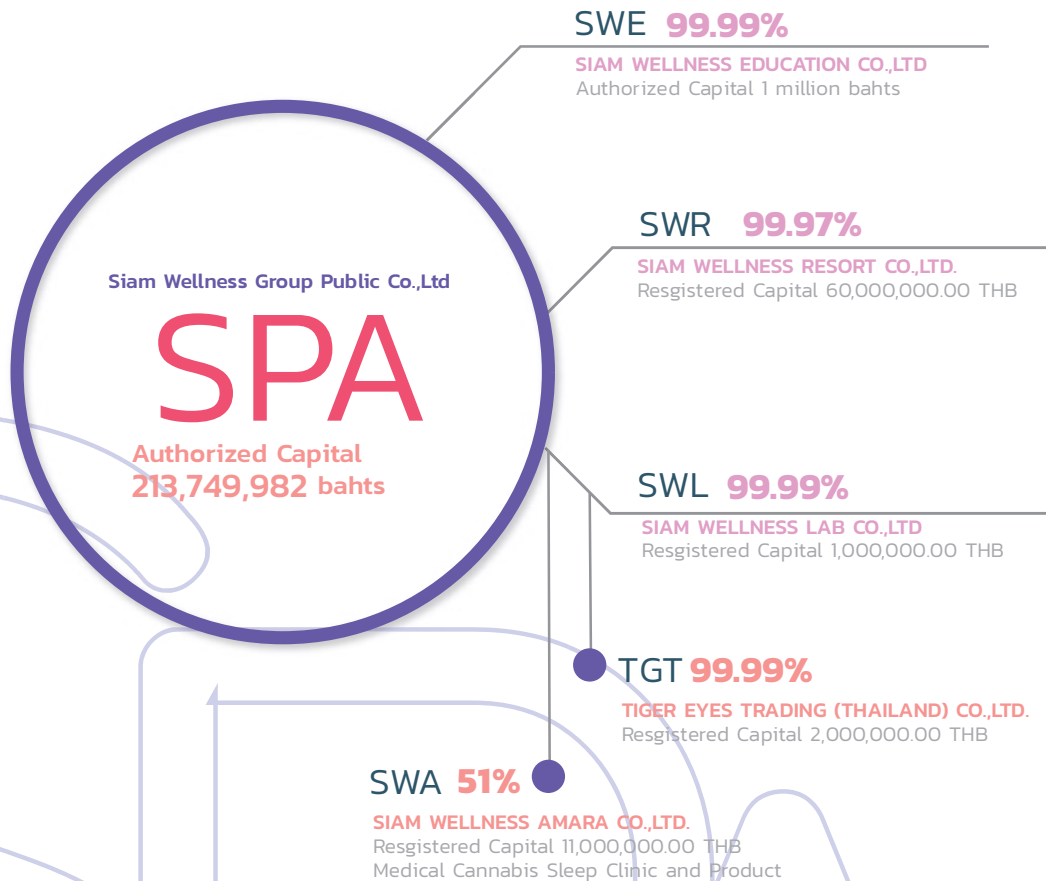 SWE 99.99%
SIAM WELLNESS EDUCATION CO.,LTD
Authorized Capital 1 million bahts
SWR 99.97%
SIAM WELLNESS RESORT CO.,LTD.
Resgistered Capital 60,000,000.00 THB
Siam Wellness Group Public Co.,Ltd
SPA
Authorized Capital
213,749,982 bahts
SWL 99.99%
SIAM WELLNESS LAB CO.,LTD
Resgistered Capital 1,000,000.00 THB
TGT 99.99%
TIGER EYES TRADING (THAILAND) CO.,LTD.
Resgistered Capital 2,000,000.00 THB
SWA 51%
SIAM WELLNESS AMARA CO.,LTD.
Resgistered Capital 11,000,000.00 THB
Medical Cannabis Sleep Clinic and Product